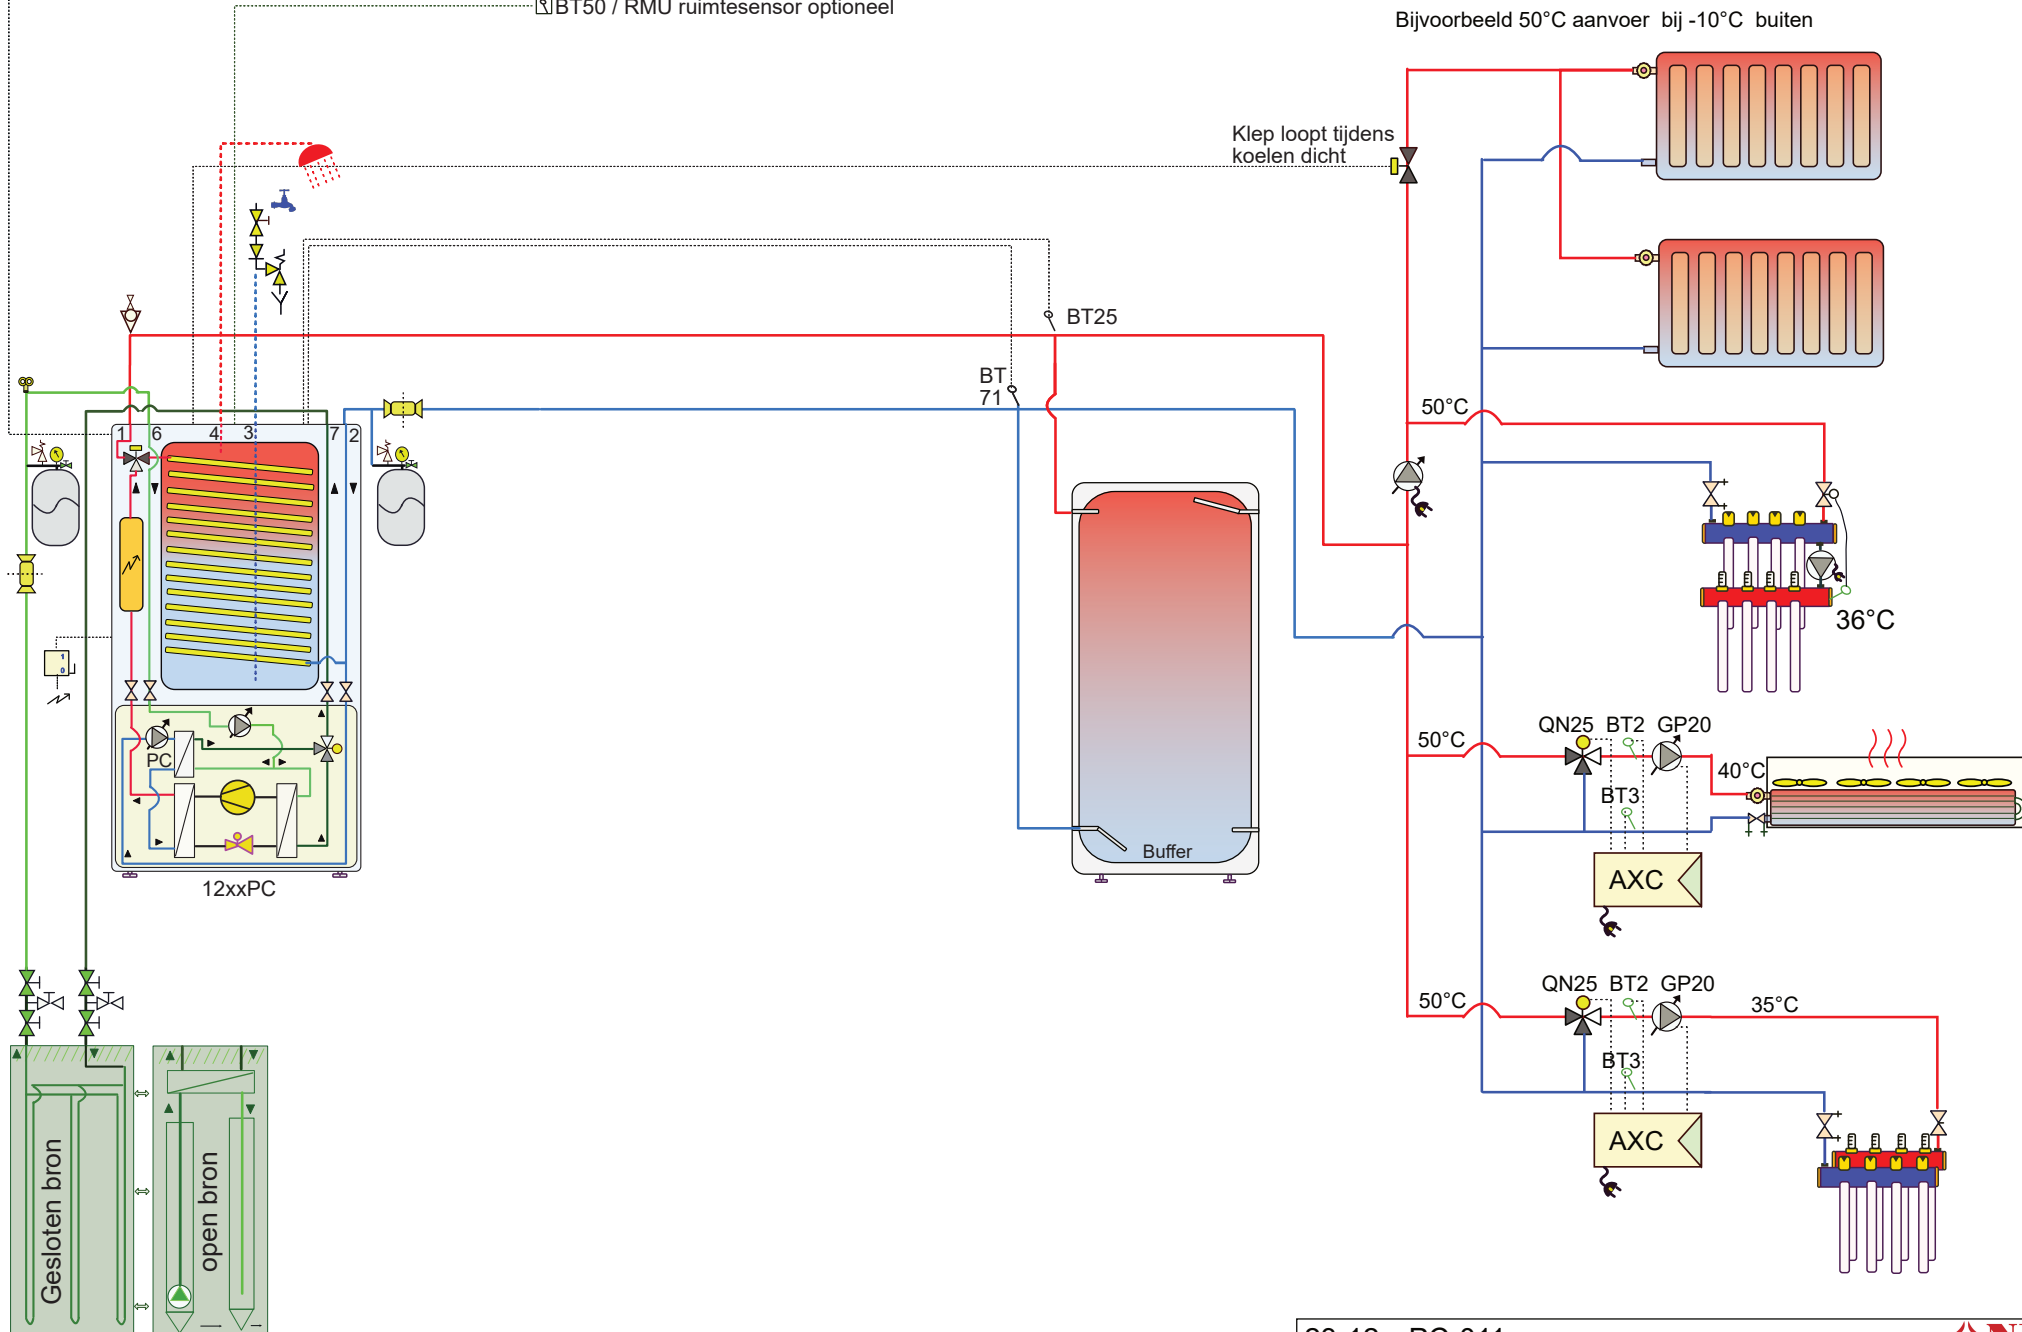 BT50 / RMU ruimtesensor optioneel
Bijvoorbeeld 50°C aanvoer bij -10°C buiten
Klep loopt tijdens
koelen dicht
BT25
BT
71
50°C
1 6 4 3 7 2
36°C
PC
12xxPC
Buffer
QN25 BT2 GP20
50°C
40°C
BT3
AXC
QN25 BT2 GP20
50°C
35°C
BT3
AXC
Gesloten bron
open bron
1
0